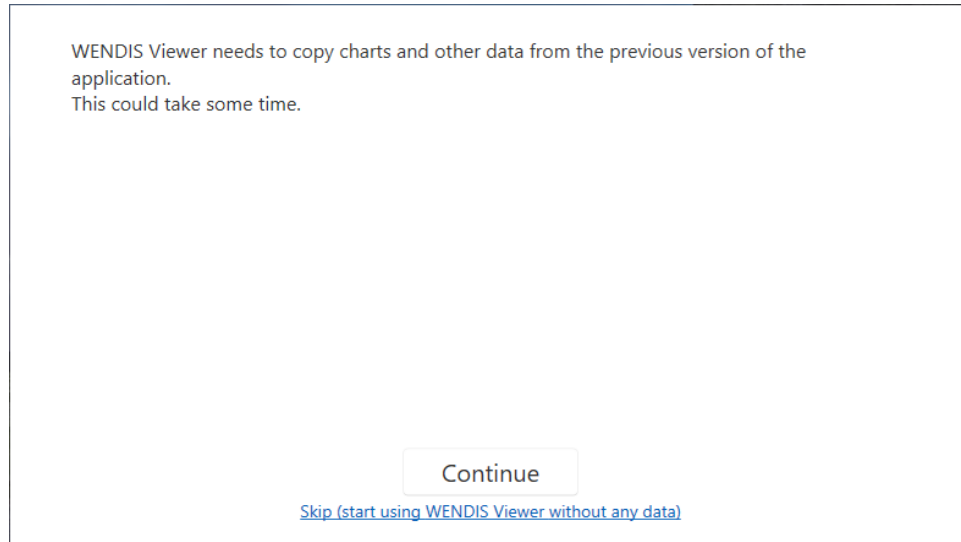 WENDIS Viewer needs to copy charts and other data from the previous version of the
application.
This could take some time.
Continue
Skip (start using WENDIS Viewer without any data)